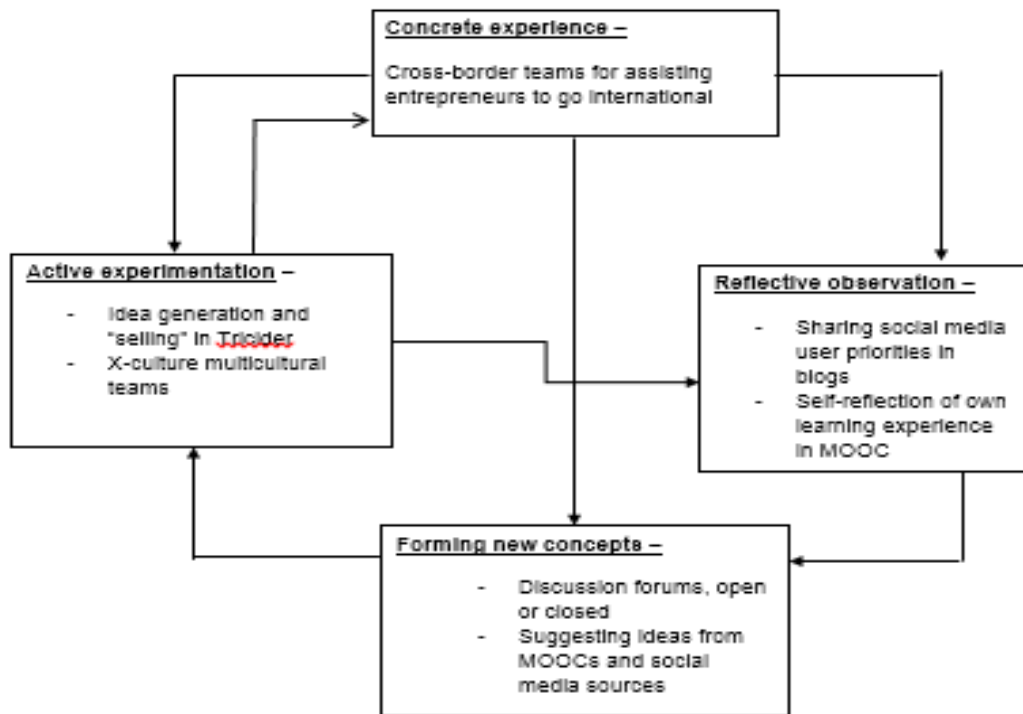 Concrete experience –
Cross-border teams for assisting
entrepreneurs to go international
Active experimentation –
- Idea generation and
"selling" in Tricider
- X-culture multicultural
teams
Reflective observation –
- Sharing social media
user priorities in
blogs
- Self-reflection of own
learning experience
in MOOC
Forming new concepts –
- Discussion forums, open
or closed
- Suggesting ideas from
MOOCs and social
media sources